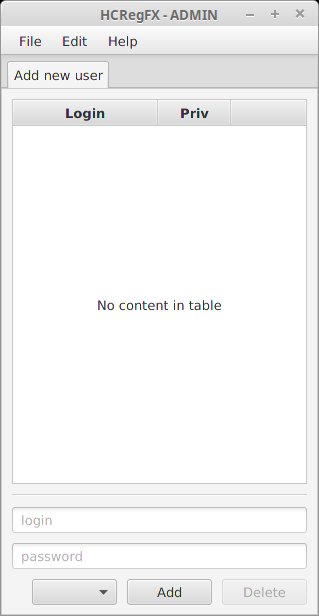 HCRegFX - ADMIN
File Edit Help
Add new user
Login Priv
No content in table
login
password
Add Delete